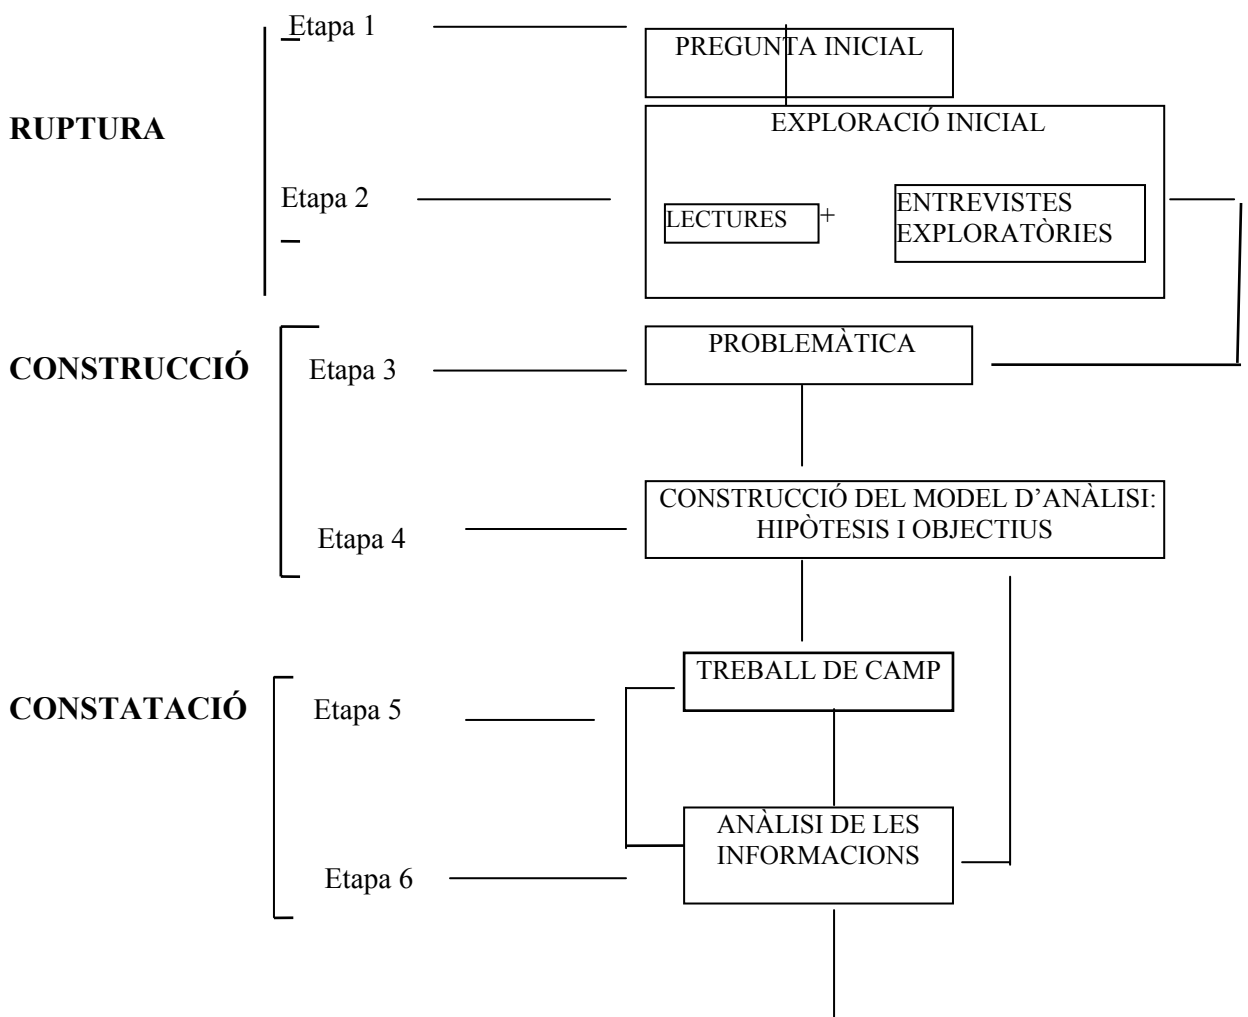 Etapa 1
PREGUNTA INICIAL
RUPTURA
EXPLORACIÓ INICIAL
Etapa 2
LECTURES
+
ENTREVISTES
EXPLORATÒRIES
CONSTRUCCIÓ
Etapa 3
PROBLEMÀTICA
Etapa 4
CONSTRUCCIÓ DEL MODEL D’ANÀLISI:
HIPÒTESIS I OBJECTIUS
CONSTATACIÓ
Etapa 5
TREBALL DE CAMP
Etapa 6
ANÀLISI DE LES
INFORMACIONS